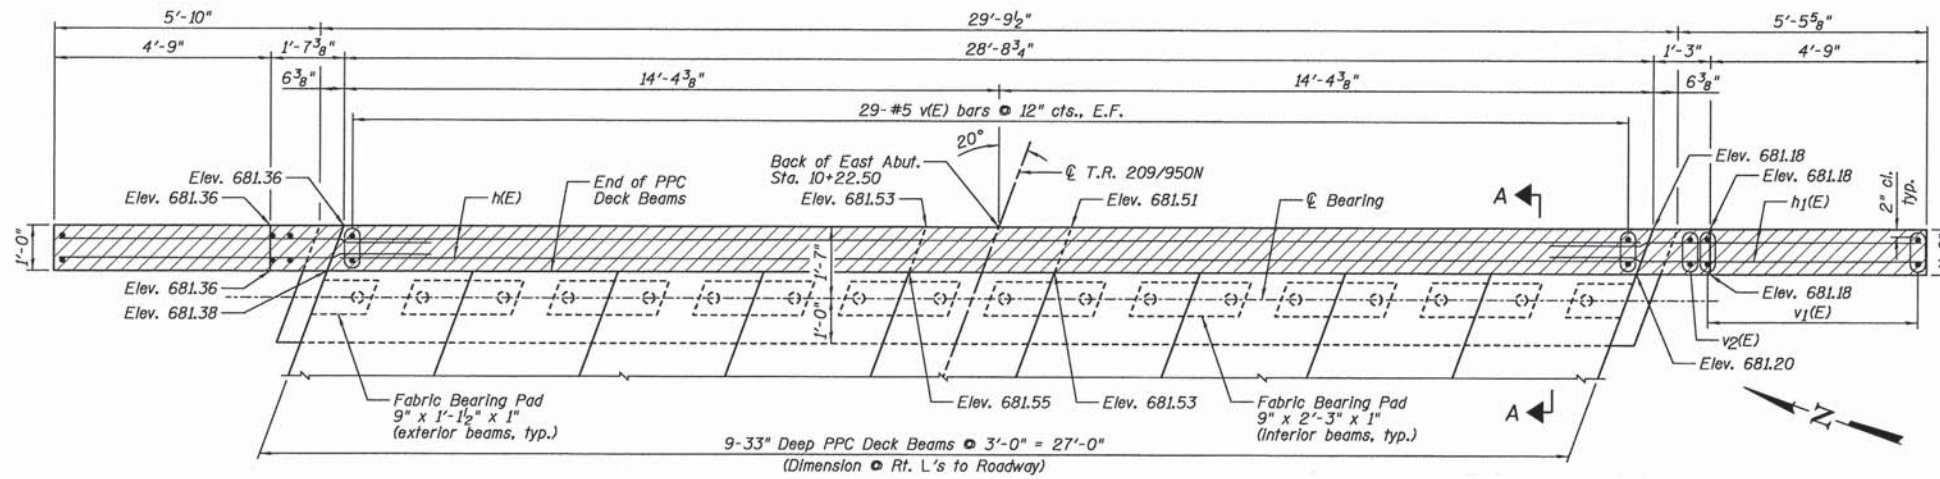 5'-10"
29'-9½"
5'-5⅝"
4'-9"
1'-7⅜"
28'-8¾"
1'-3"
4'-9"
6⅜"
14'-4⅜"
14'-4⅜"
6⅜"
29-#5 v(E) bars @ 12" cts., E.F.
20°
Back of East Abut.
Sta. 10+22.50
℄ T.R. 209/950N
Elev. 681.36
Elev. 681.36
End of PPC
Deck Beams
h(E)
Elev. 681.53
Elev. 681.51
℄ Bearing
A
Elev. 681.18
Elev. 681.18
h1(E)
2" cl.
typ.
1'-0"
1'-7"
1'-0"
Elev. 681.36
Elev. 681.38
Elev. 681.18
v1(E)
v2(E)
Elev. 681.20
Fabric Bearing Pad
9" x 1'-1½" x 1"
(exterior beams, typ.)
Elev. 681.55
Elev. 681.53
Fabric Bearing Pad
9" x 2'-3" x 1"
(interior beams, typ.)
A
N
9-33" Deep PPC Deck Beams @ 3'-0" = 27'-0"
(Dimension @ Rt. L's to Roadway)